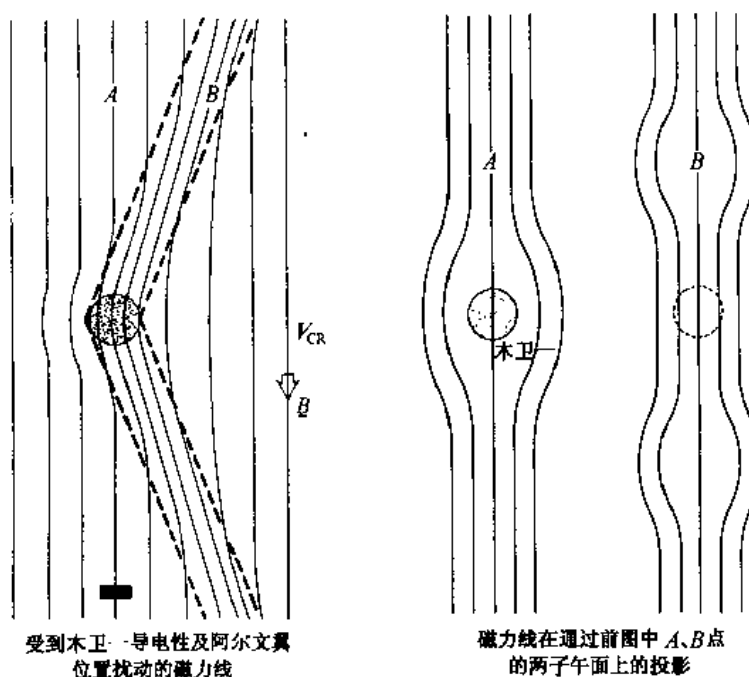 A
B
V_CR
B
A
木卫一
B
受到木卫一导电性及阿尔文翼
位置扰动的磁力线
磁力线在通过前图中 A、B点
的两子午面上的投影